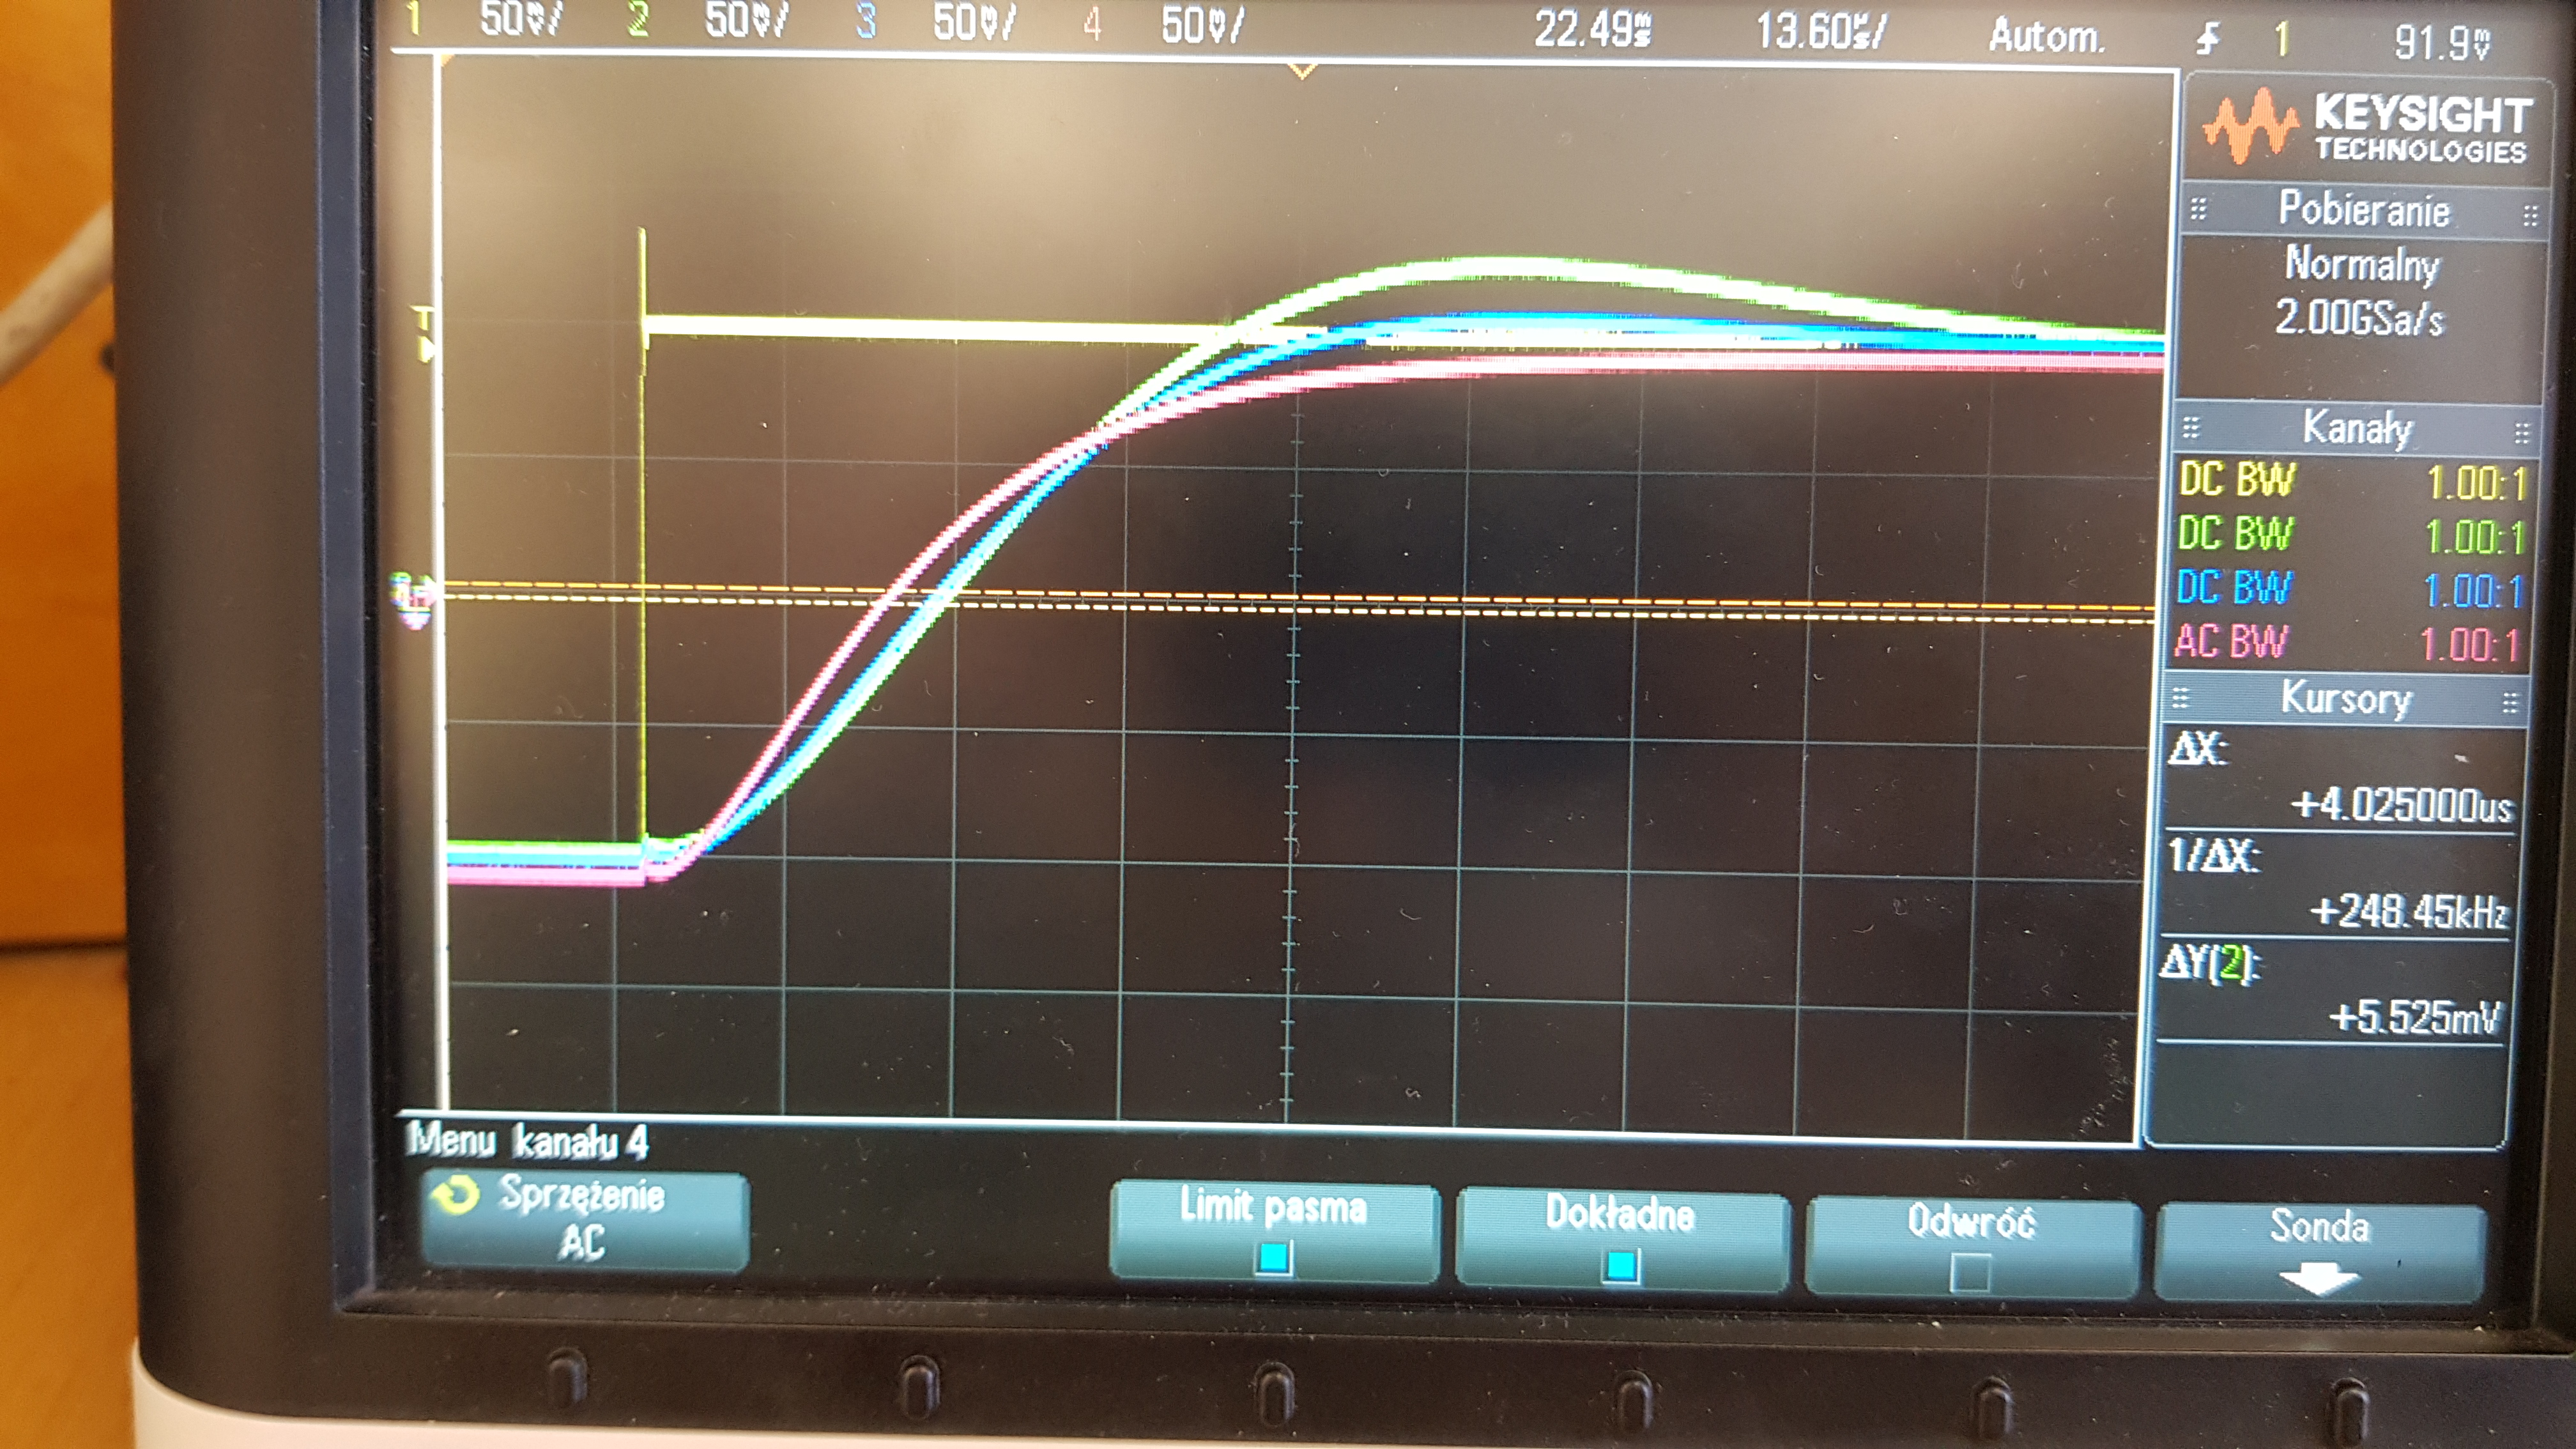 1 50mV/ 2 50mV/ 3 50mV/ 4 50mV/ 22.49ms 13.60us/ Autom. 1 91.9mV
KEYSIGHT
TECHNOLOGIES
Pobieranie
Normalny
2.00GSa/s
T
Kanały
DC BW 1.00:1
DC BW 1.00:1
DC BW 1.00:1
AC BW 1.00:1
Kursory
ΔX:
+4.025000us
1/ΔX:
+248.45kHz
ΔY(2):
+5.525mV
Menu kanału 4
Sprzężenie
AC
Limit pasma
Dokładne
Odwróć
Sonda